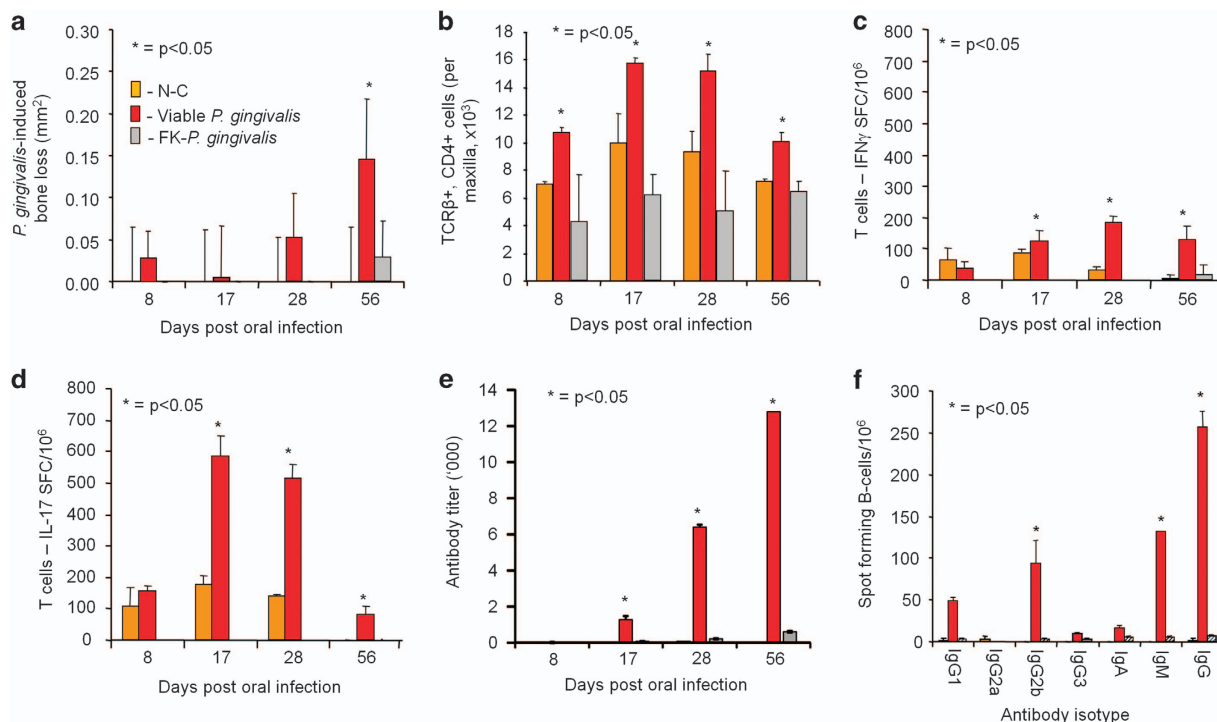 a
* = p<0.05
- N-C
- Viable P. gingivalis
- FK-P. gingivalis
*
P. gingivalis-induced
bone loss (mm²)
0.30
0.25
0.20
0.15
0.10
0.05
0.00
8 17 28 56
Days post oral infection
b
* = p<0.05
* * * *
TCRβ+, CD4+ cells (per
maxilla, x10³)
18
16
14
12
10
8
6
4
2
0
8 17 28 56
Days post oral infection
c
* = p<0.05
* * *
T cells – IFNγ SFC/10⁶
800
700
600
500
400
300
200
100
0
8 17 28 56
Days post oral infection
d
* = p<0.05
* * *
T cells – IL-17 SFC/10⁶
800
700
600
500
400
300
200
100
0
8 17 28 56
Days post oral infection
e
* = p<0.05
* * *
Antibody titer ('000)
14
12
10
8
6
4
2
0
8 17 28 56
Days post oral infection
f
* = p<0.05
* * *
Spot forming B-cells/10⁶
300
250
200
150
100
50
0
IgG1 IgG2a IgG2b IgG3 IgA IgM IgG
Antibody isotype